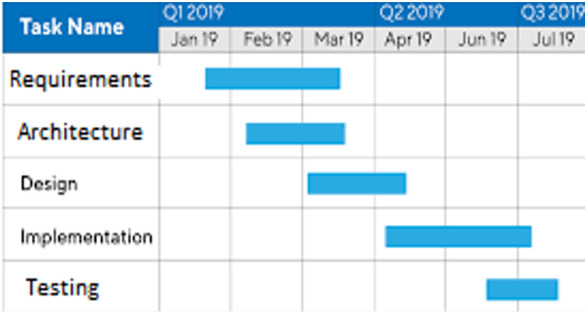 Task Name
Q1 2019 Q2 2019 Q3 2019
Jan 19 Feb 19 Mar 19 Apr 19 Jun 19 Jul 19
Requirements
Architecture
Design
Implementation
Testing